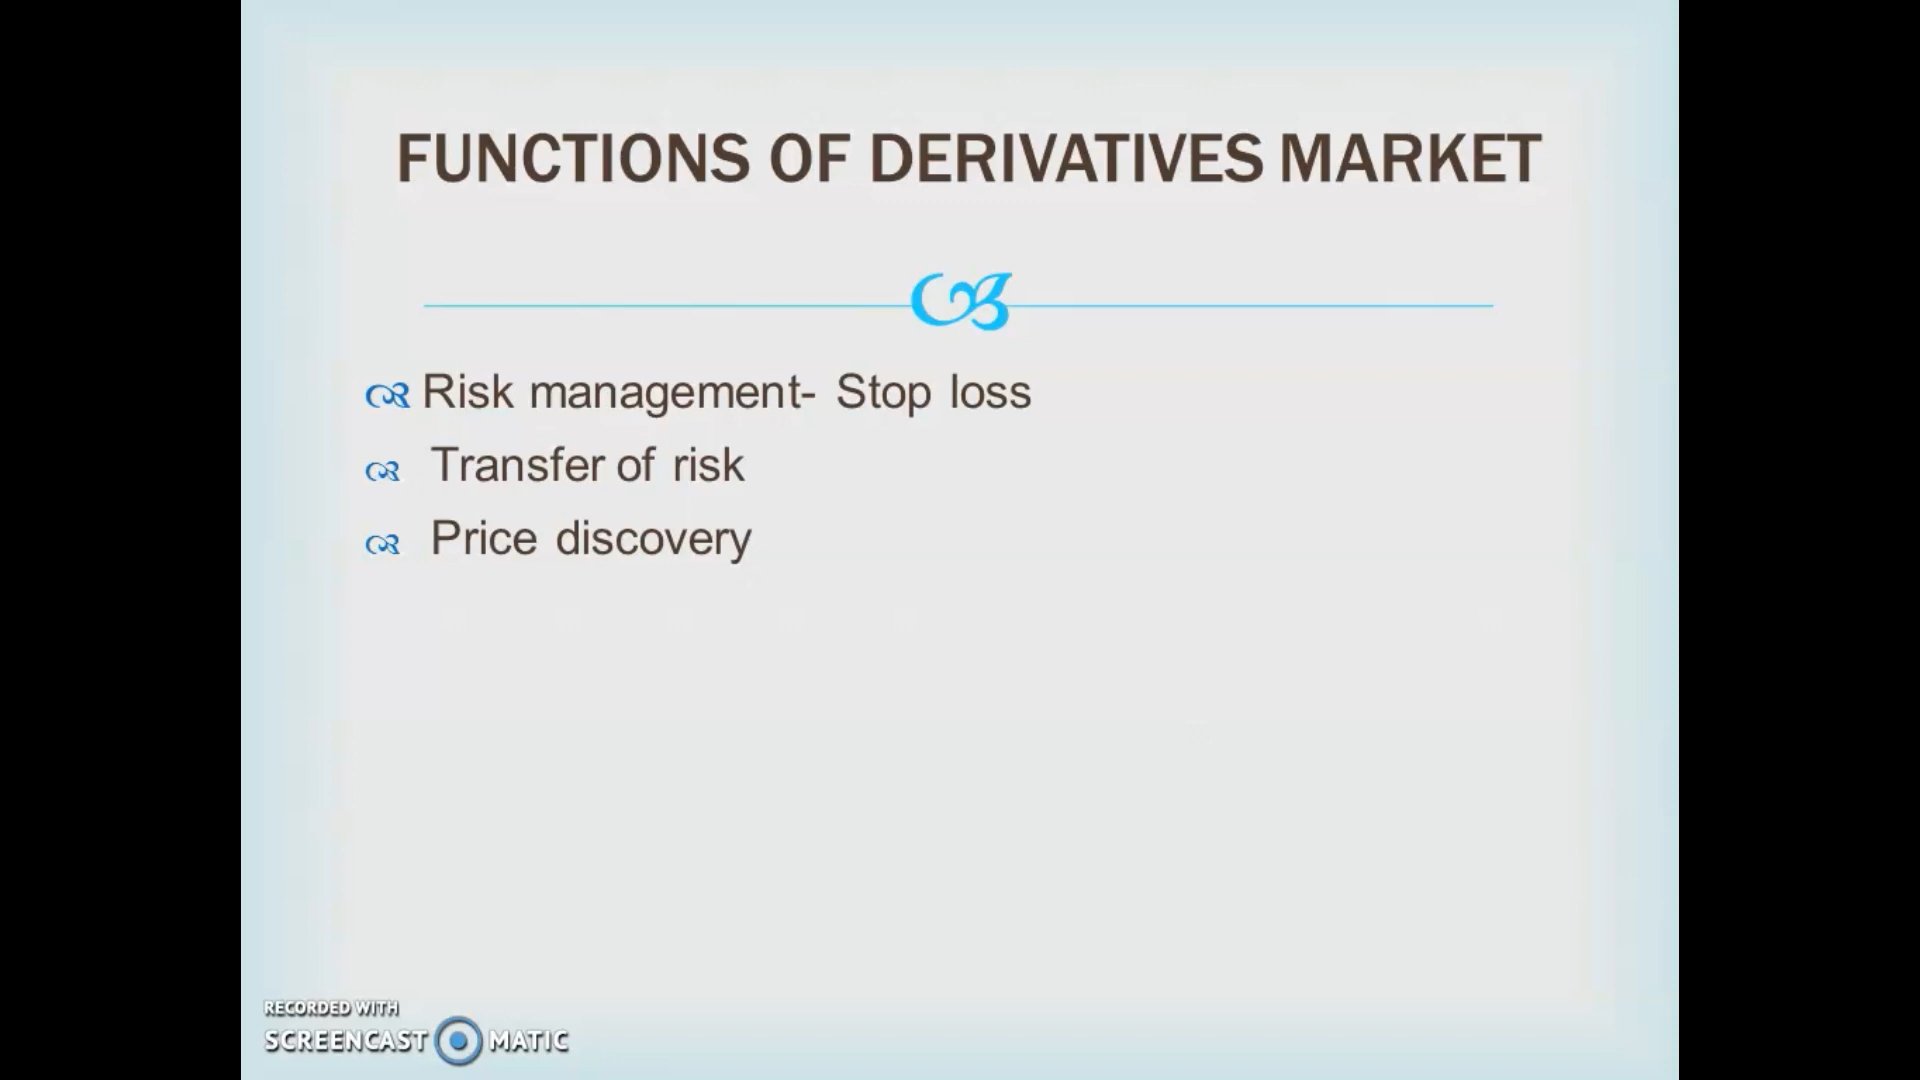 FUNCTIONS OF DERIVATIVES MARKET
Risk management- Stop loss
Transfer of risk
Price discovery
RECORDED WITH
SCREENCAST MATIC